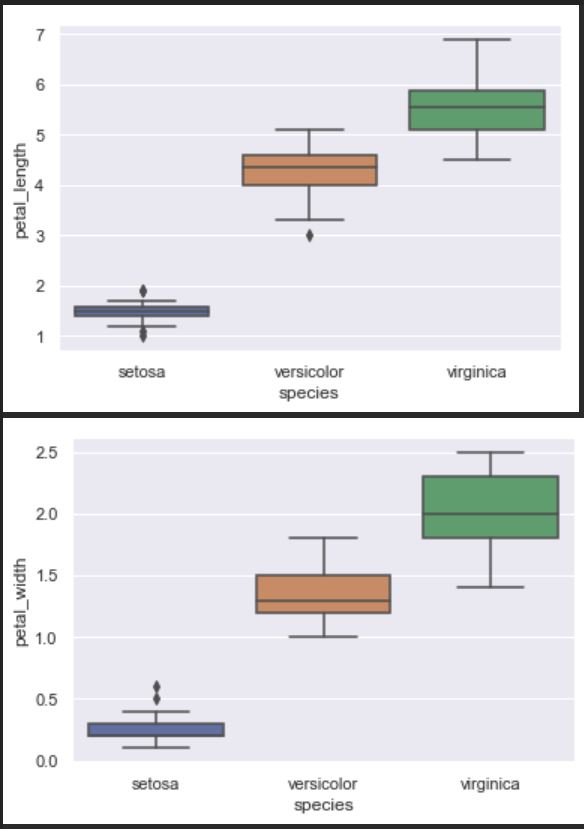 7
6
5
4
3
2
1
petal_length
setosa versicolor virginica
species
2.5
2.0
1.5
1.0
0.5
0.0
petal_width
setosa versicolor virginica
species